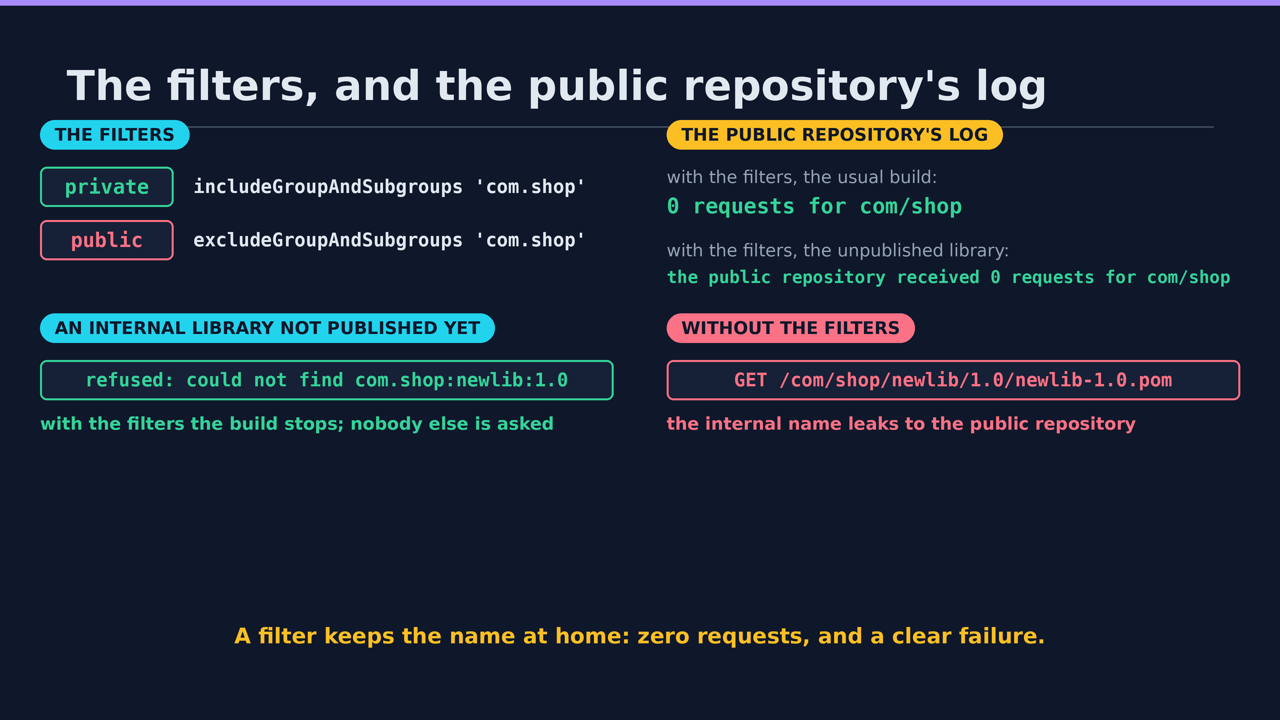 The filters, and the public repository's log
THE FILTERS
private includeGroupAndSubgroups 'com.shop'
public excludeGroupAndSubgroups 'com.shop'
THE PUBLIC REPOSITORY'S LOG
with the filters, the usual build:
0 requests for com/shop
with the filters, the unpublished library:
the public repository received 0 requests for com/shop
AN INTERNAL LIBRARY NOT PUBLISHED YET
refused: could not find com.shop:newlib:1.0
with the filters the build stops; nobody else is asked
WITHOUT THE FILTERS
GET /com/shop/newlib/1.0/newlib-1.0.pom
the internal name leaks to the public repository
A filter keeps the name at home: zero requests, and a clear failure.